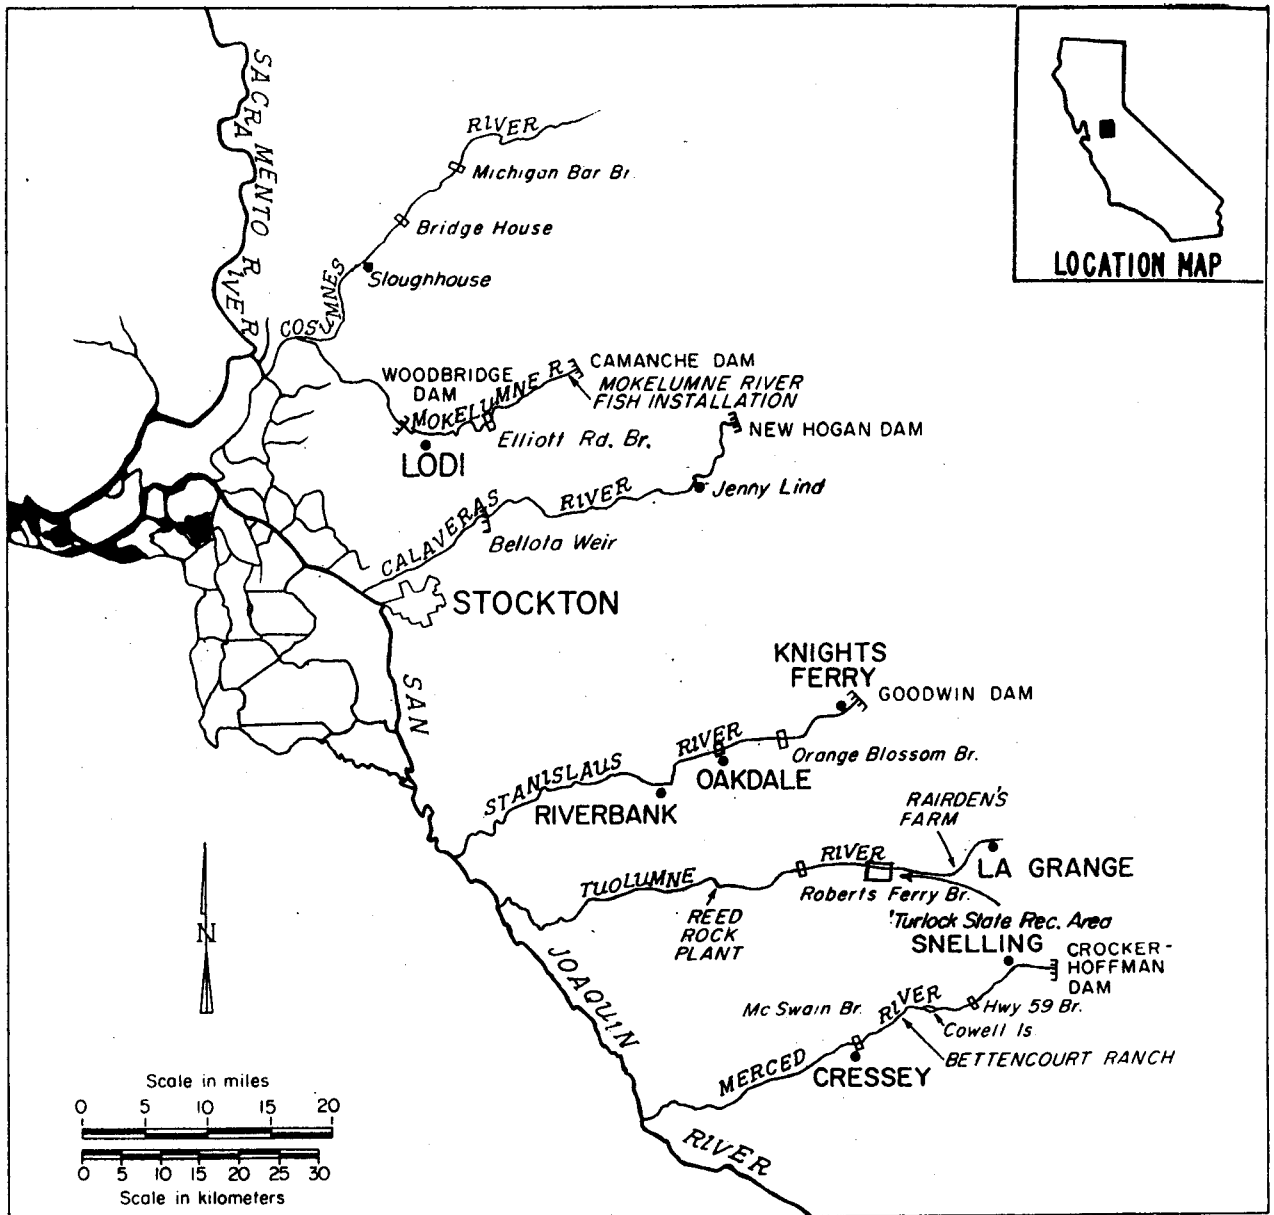 SACRAMENTO RIVER
RIVER
Michigan Bar Br.
Bridge House
Sloughhouse
COSUMNES
LOCATION MAP
WOODBRIDGE
DAM
MOKELUMNE R.
CAMANCHE DAM
MOKELUMNE RIVER
FISH INSTALLATION
Elliott Rd. Br.
LODI
NEW HOGAN DAM
Jenny Lind
CALAVERAS
RIVER
Bellota Weir
STOCKTON
SAN
KNIGHTS
FERRY
GOODWIN DAM
RIVER
Orange Blossom Br.
STANISLAUS
OAKDALE
RIVERBANK
RAIRDEN'S
FARM
RIVER
LA GRANGE
TUOLUMNE
Roberts Ferry Br.
REED
ROCK
PLANT
Turlock State Rec. Area
SNELLING
CROCKER-
HOFFMAN
DAM
N
JOAQUIN
Mc Swain Br.
RIVER
Hwy 59 Br.
Cowell Is
BETTENCOURT RANCH
MERCED
CRESSEY
RIVER
Scale in miles
0 5 10 15 20
0 5 10 15 20 25 30
Scale in kilometers